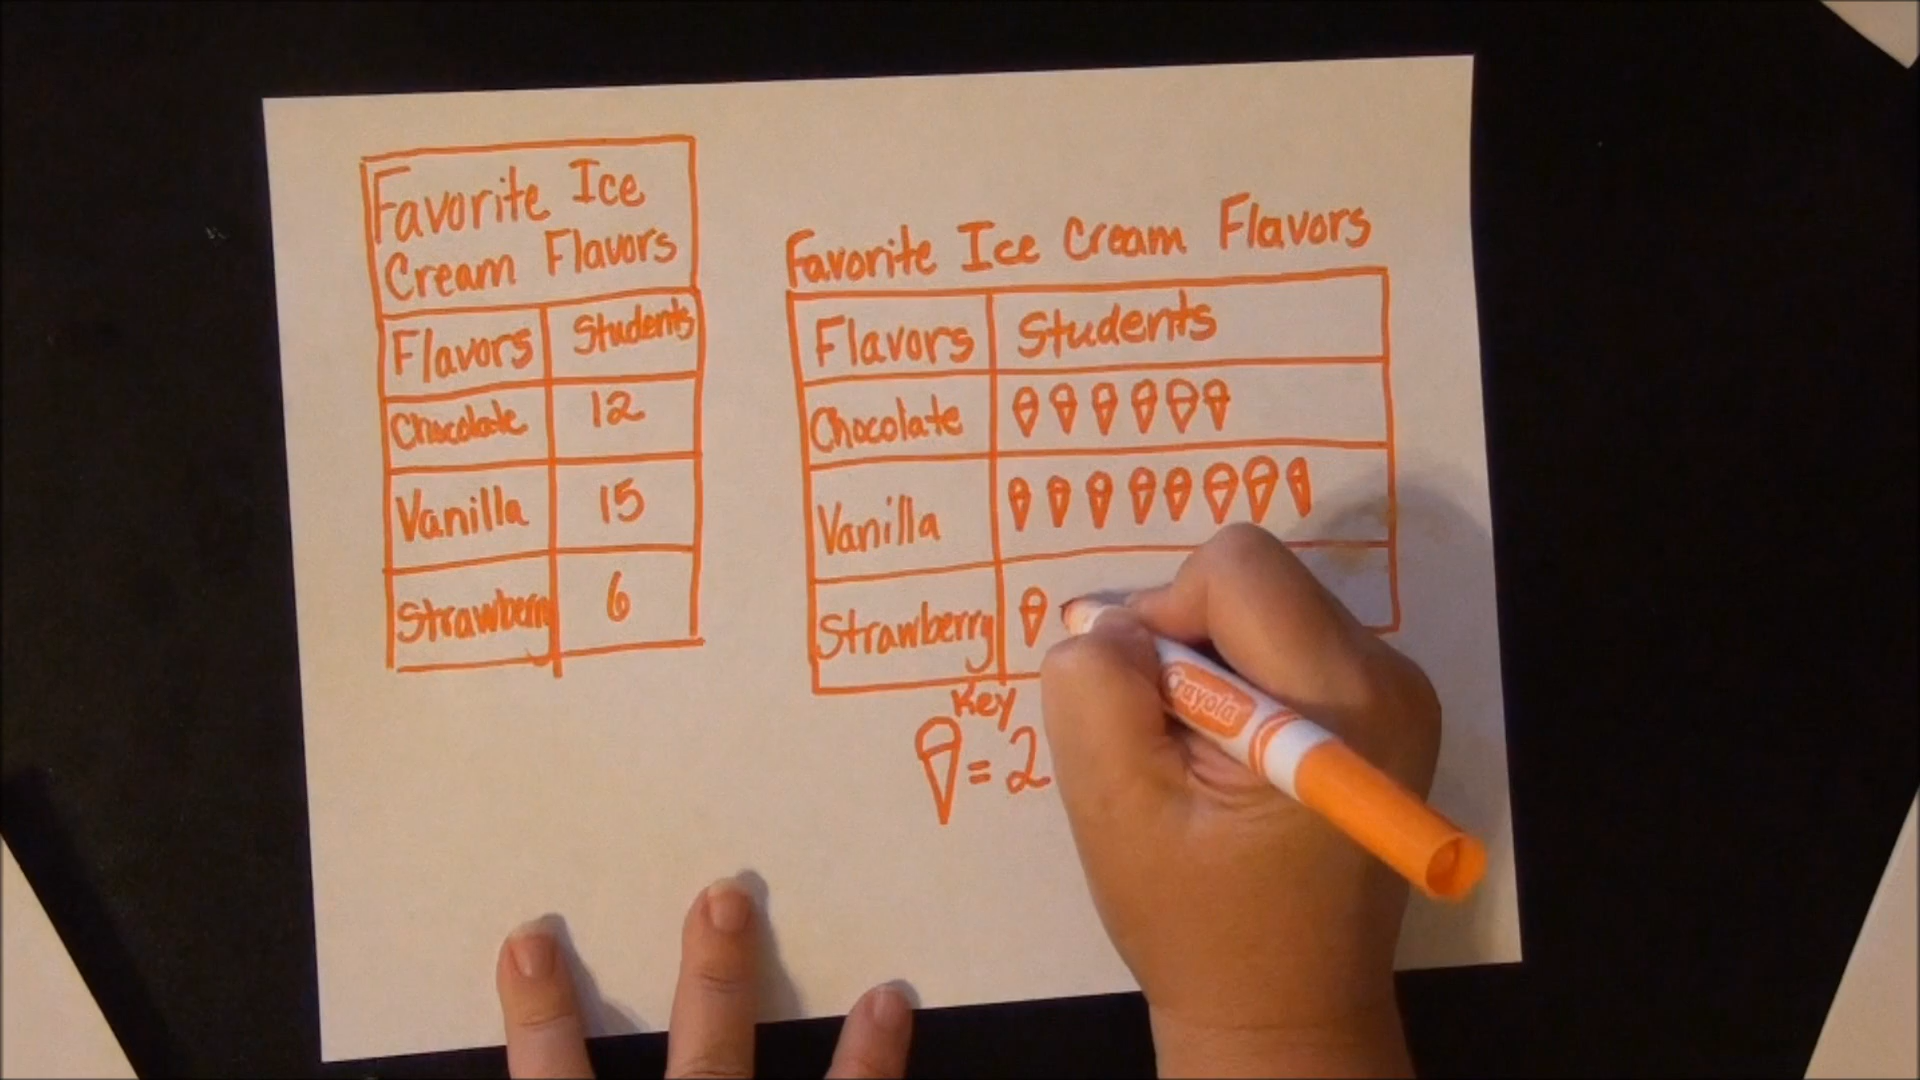 Favorite Ice
Cream Flavors
Flavors Students
Chocolate 12
Vanilla 15
Strawberry 6
Favorite Ice Cream Flavors
Flavors Students
Chocolate
Vanilla
Strawberry
Key
= 2
Crayola